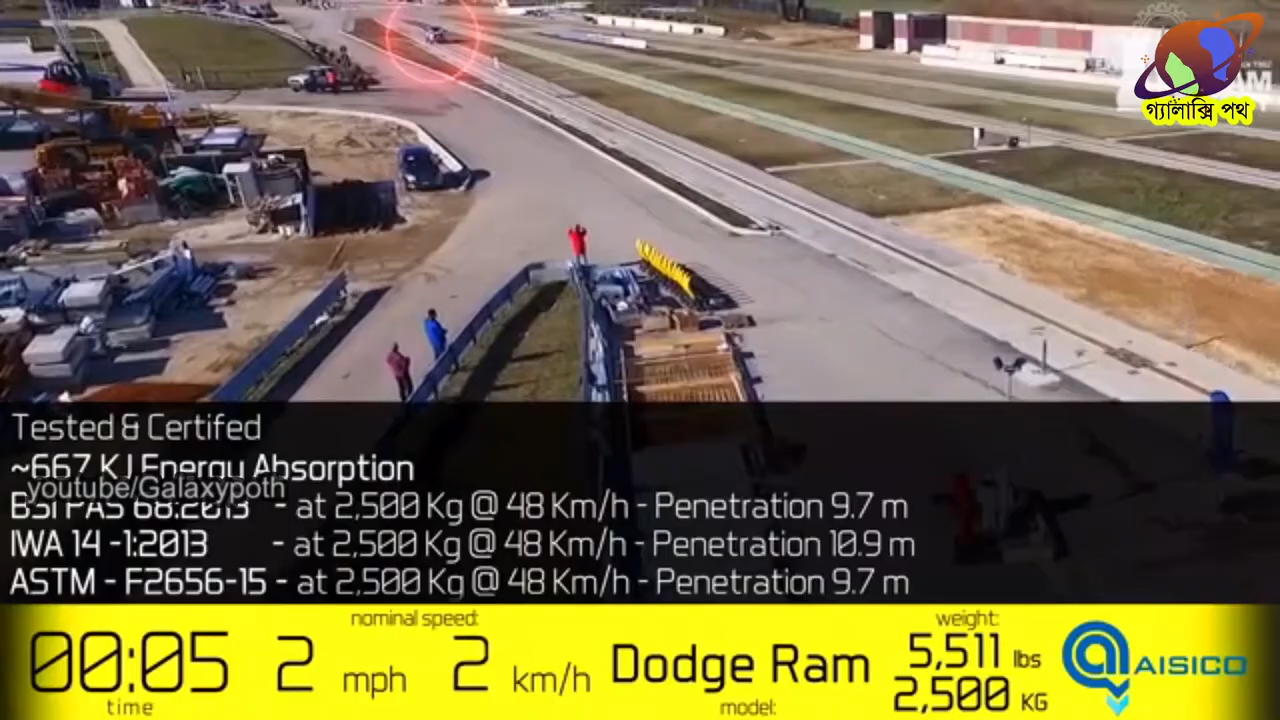 AM
গ্যালাক্সি পথ
Tested & Certifed
~667 KJ Energy Absorption
youtube/Galaxypoth
BSI PAS 68:2013 - at 2,500 Kg @ 48 Km/h - Penetration 9.7 m
IWA 14 -1:2013 - at 2,500 Kg @ 48 Km/h - Penetration 10.9 m
ASTM - F2656-15 - at 2,500 Kg @ 48 Km/h - Penetration 9.7 m
nominal speed:
weight:
00:05 2 mph 2 km/h Dodge Ram 5,511 lbs
2,500 KG
AISICO
time
model: